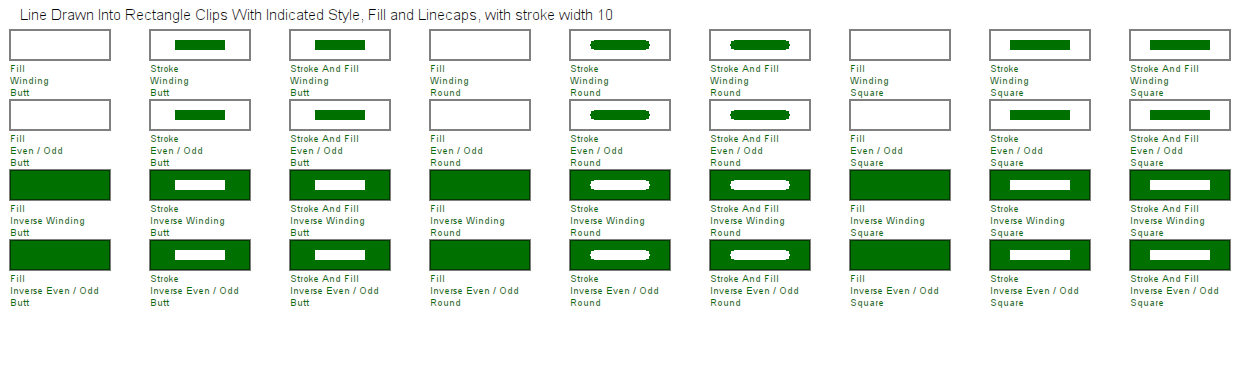 Line Drawn Into Rectangle Clips With Indicated Style, Fill and Linecaps, with stroke width 10
Fill
Winding
Butt
Stroke
Winding
Butt
Stroke And Fill
Winding
Butt
Fill
Winding
Round
Stroke
Winding
Round
Stroke And Fill
Winding
Round
Fill
Winding
Square
Stroke
Winding
Square
Stroke And Fill
Winding
Square
Fill
Even / Odd
Butt
Stroke
Even / Odd
Butt
Stroke And Fill
Even / Odd
Butt
Fill
Even / Odd
Round
Stroke
Even / Odd
Round
Stroke And Fill
Even / Odd
Round
Fill
Even / Odd
Square
Stroke
Even / Odd
Square
Stroke And Fill
Even / Odd
Square
Fill
Inverse Winding
Butt
Stroke
Inverse Winding
Butt
Stroke And Fill
Inverse Winding
Butt
Fill
Inverse Winding
Round
Stroke
Inverse Winding
Round
Stroke And Fill
Inverse Winding
Round
Fill
Inverse Winding
Square
Stroke
Inverse Winding
Square
Stroke And Fill
Inverse Winding
Square
Fill
Inverse Even / Odd
Butt
Stroke
Inverse Even / Odd
Butt
Stroke And Fill
Inverse Even / Odd
Butt
Fill
Inverse Even / Odd
Round
Stroke
Inverse Even / Odd
Round
Stroke And Fill
Inverse Even / Odd
Round
Fill
Inverse Even / Odd
Square
Stroke
Inverse Even / Odd
Square
Stroke And Fill
Inverse Even / Odd
Square